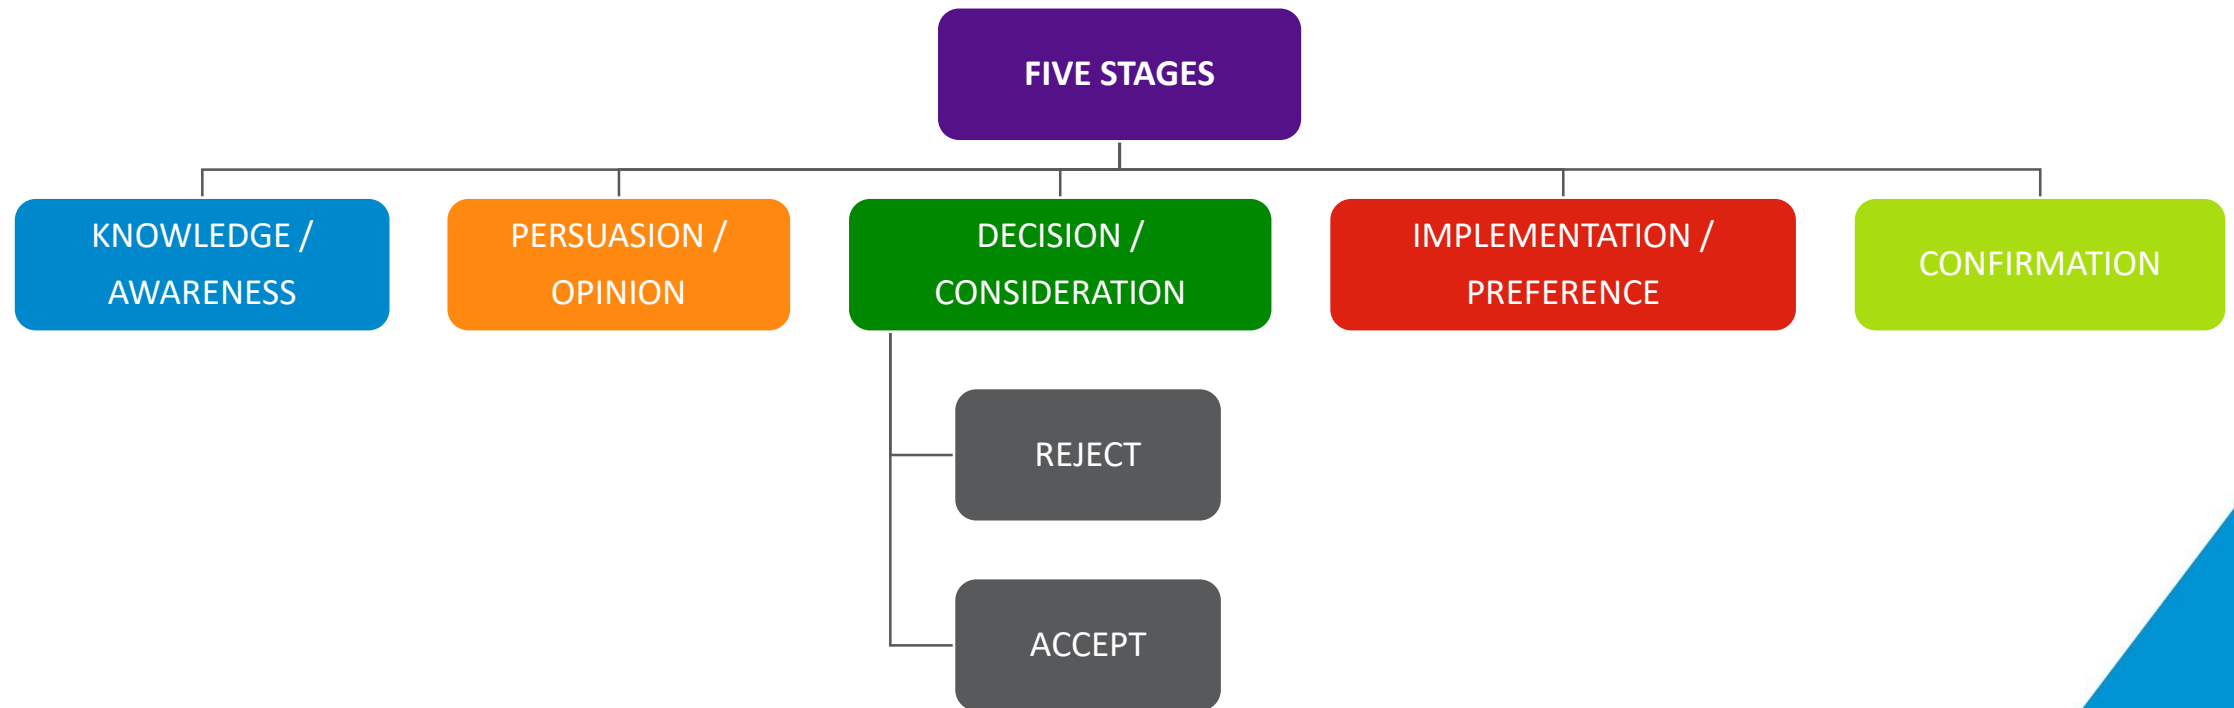 FIVE STAGES
KNOWLEDGE /
AWARENESS
PERSUASION /
OPINION
DECISION /
CONSIDERATION
IMPLEMENTATION /
PREFERENCE
CONFIRMATION
REJECT
ACCEPT